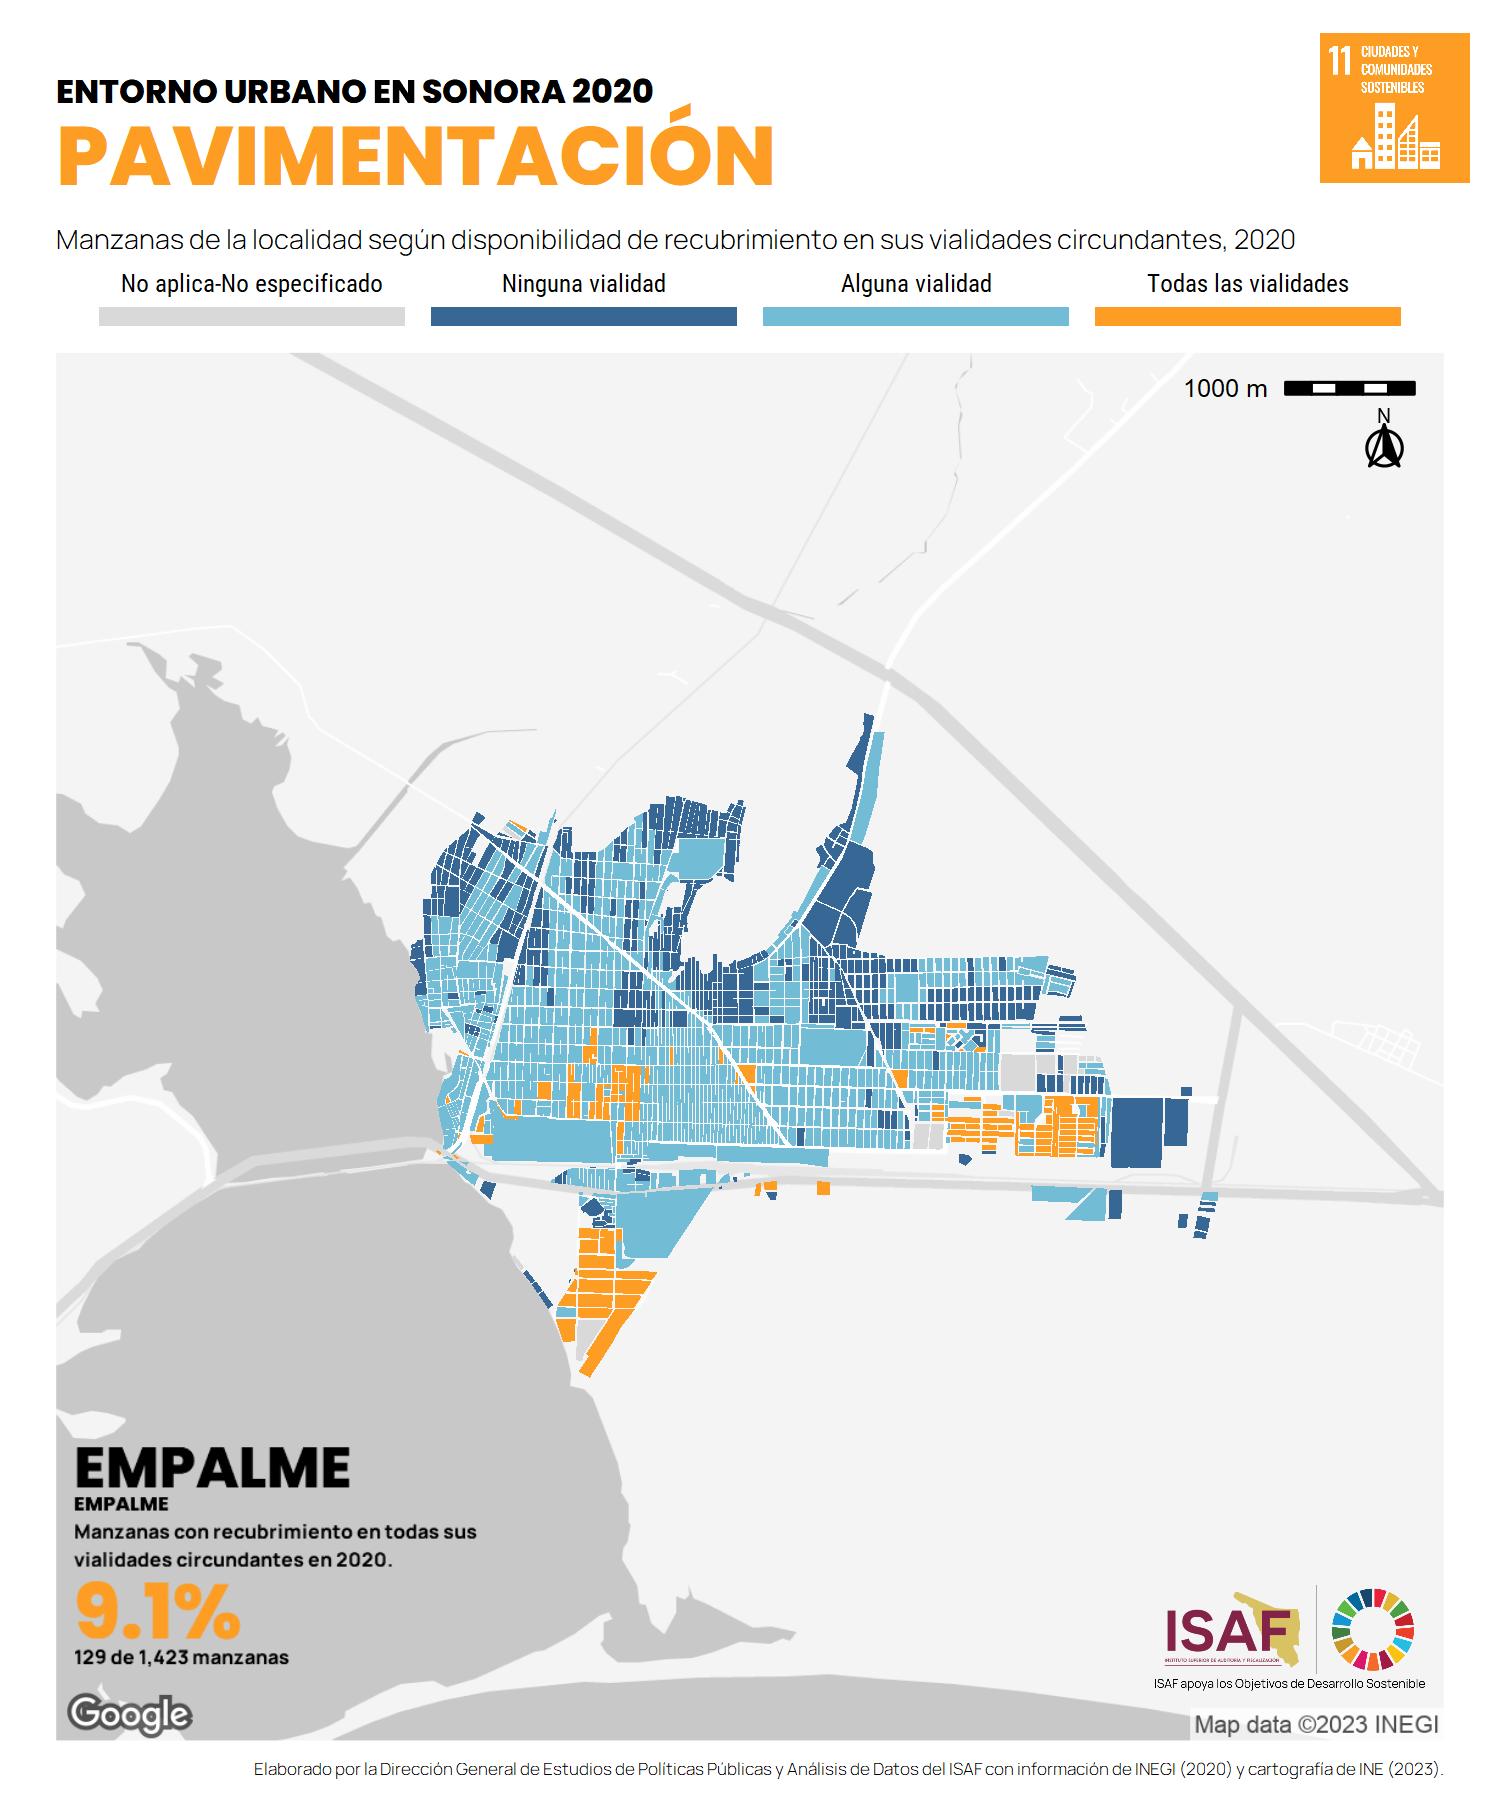 ENTORNO URBANO EN SONORA 2020
PAVIMENTACIÓN
11 CIUDADES Y
COMUNIDADES
SOSTENIBLES
Manzanas de la localidad según disponibilidad de recubrimiento en sus vialidades circundantes, 2020
No aplica-No especificado Ninguna vialidad Alguna vialidad Todas las vialidades
1000 m
N
EMPALME
EMPALME
Manzanas con recubrimiento en todas sus
vialidades circundantes en 2020.
9.1%
129 de 1,423 manzanas
Google
ISAF
INSTITUTO SUPERIOR DE AUDITORÍA Y FISCALIZACIÓN
ISAF apoya los Objetivos de Desarrollo Sostenible
Map data ©2023 INEGI
Elaborado por la Dirección General de Estudios de Políticas Públicas y Análisis de Datos del ISAF con información de INEGI (2020) y cartografía de INE (2023).